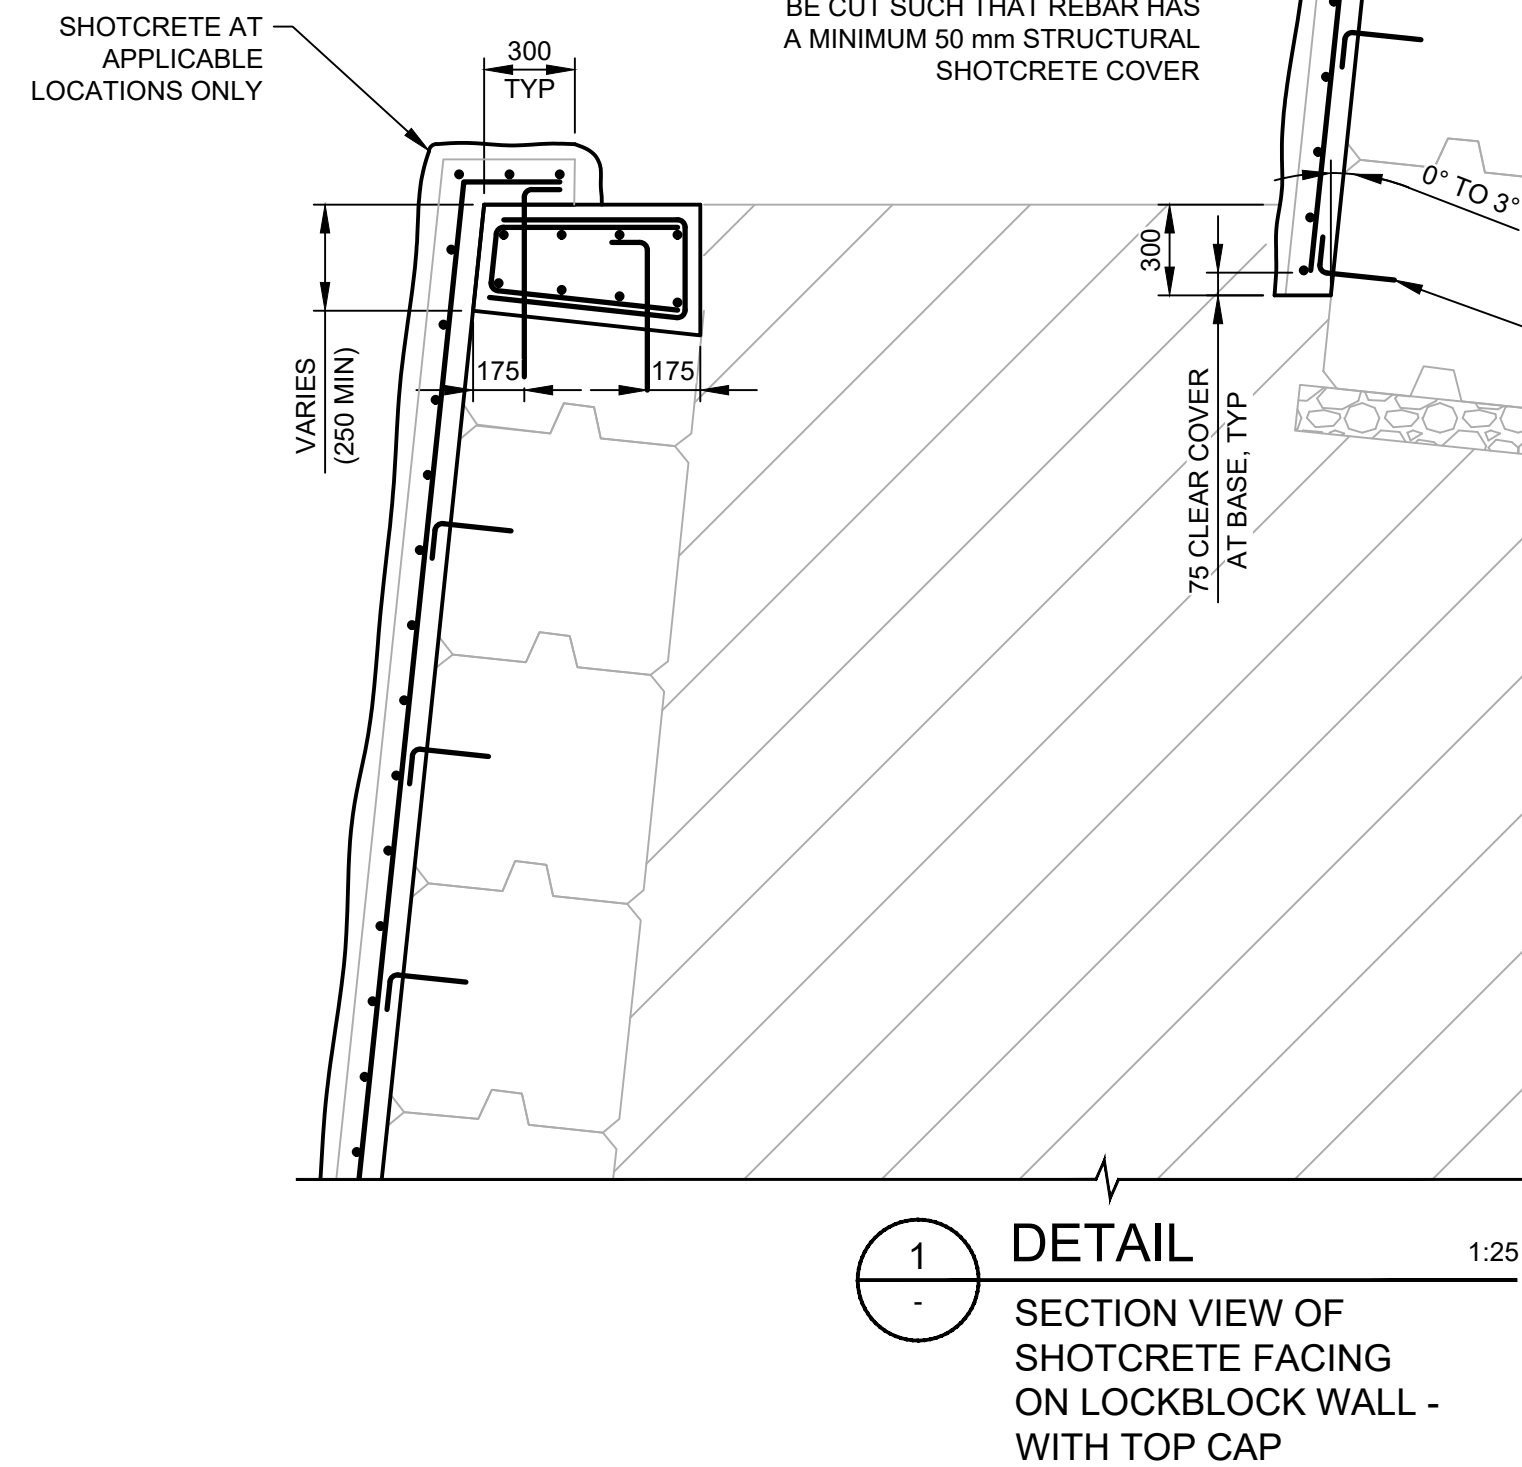 SHOTCRETE AT
APPLICABLE
LOCATIONS ONLY
300
TYP
BE CUT SUCH THAT REBAR HAS
A MINIMUM 50 mm STRUCTURAL
SHOTCRETE COVER
0° TO 3°
300
VARIES
(250 MIN)
175
175
75 CLEAR COVER
AT BASE, TYP
1
-
DETAIL
1:25
SECTION VIEW OF
SHOTCRETE FACING
ON LOCKBLOCK WALL -
WITH TOP CAP